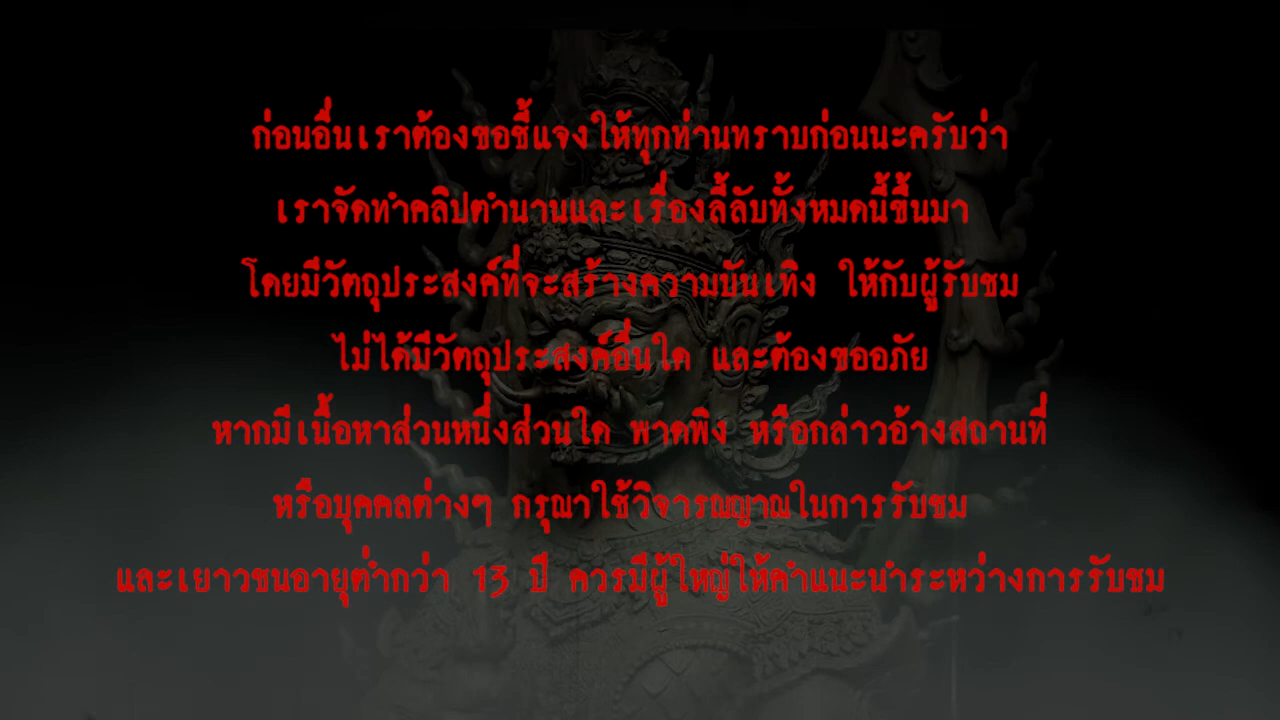 ก่อนอื่นเราต้องขอชี้แจงให้ทุกท่านทราบก่อนนะครับว่า
เราจัดทำคลิปตำนานและเรื่องลี้ลับทั้งหมดนี้ขึ้นมา
โดยมีวัตถุประสงค์ที่จะสร้างความบันเทิง ให้กับผู้รับชม
ไม่ได้มีวัตถุประสงค์อื่นใด และต้องขออภัย
หากมีเนื้อหาส่วนหนึ่งส่วนใด พาดพิง หรือกล่าวอ้างสถานที่
หรือบุคคลต่างๆ กรุณาใช้วิจารณญาณในการรับชม
และเยาวชนอายุต่ำกว่า 13 ปี ควรมีผู้ใหญ่ให้คำแนะนำระหว่างการรับชม